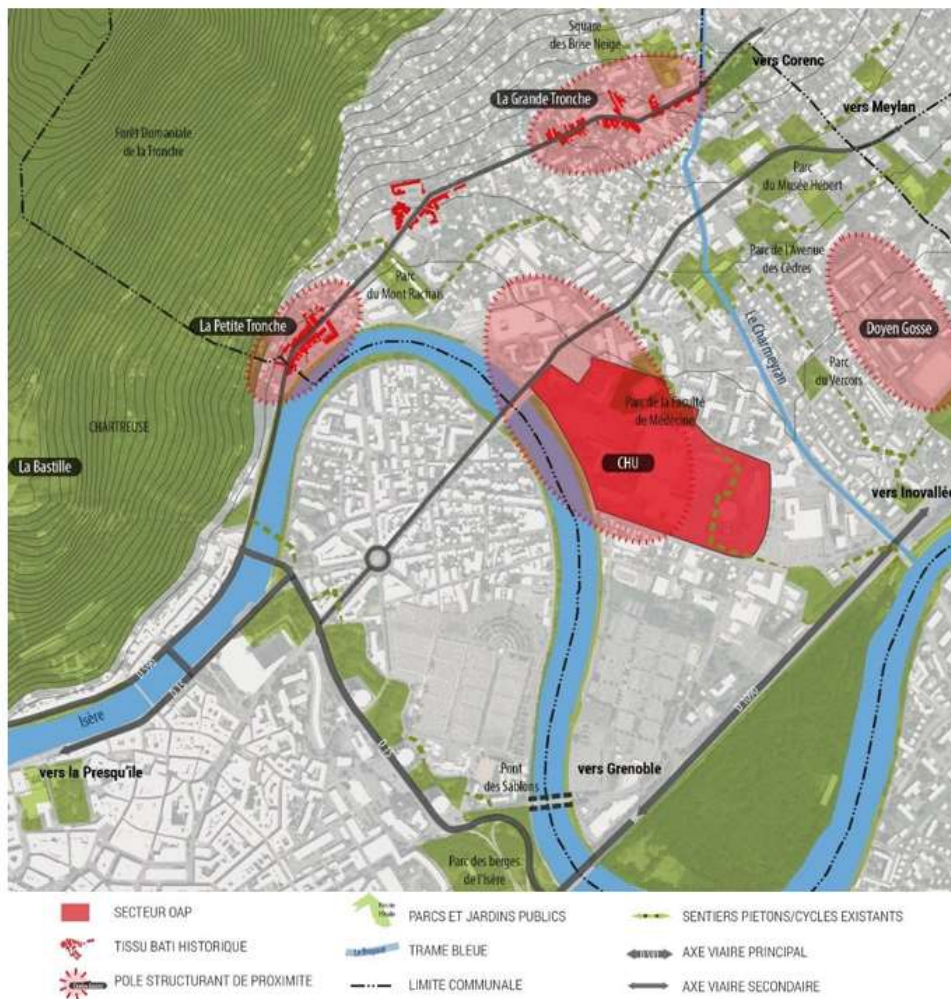 Square
des Brise Neige
vers Corenc
La Grande Tronche
vers Meylan
Forêt Domaniale
de la Tronche
Parc
du Musée Hébert
Parc de l'Avenue
des Cèdres
Parc
du Mont Rachais
La Petite Tronche
Le Charmeyran
Doyen Gosse
Parc
du Vercors
Parc de la Faculté
de Médecine
CHARTREUSE
La Bastille
CHU
vers Inovallée
Isère
vers la Presqu'île
Pont
des Sablons
vers Grenoble
Parc des berges
de l'Isère
SECTEUR OAP
PARCS ET JARDINS PUBLICS
SENTIERS PIETONS/CYCLES EXISTANTS
TISSU BATI HISTORIQUE
TRAME BLEUE
AXE VIAIRE PRINCIPAL
POLE STRUCTURANT DE PROXIMITE
LIMITE COMMUNALE
AXE VIAIRE SECONDAIRE